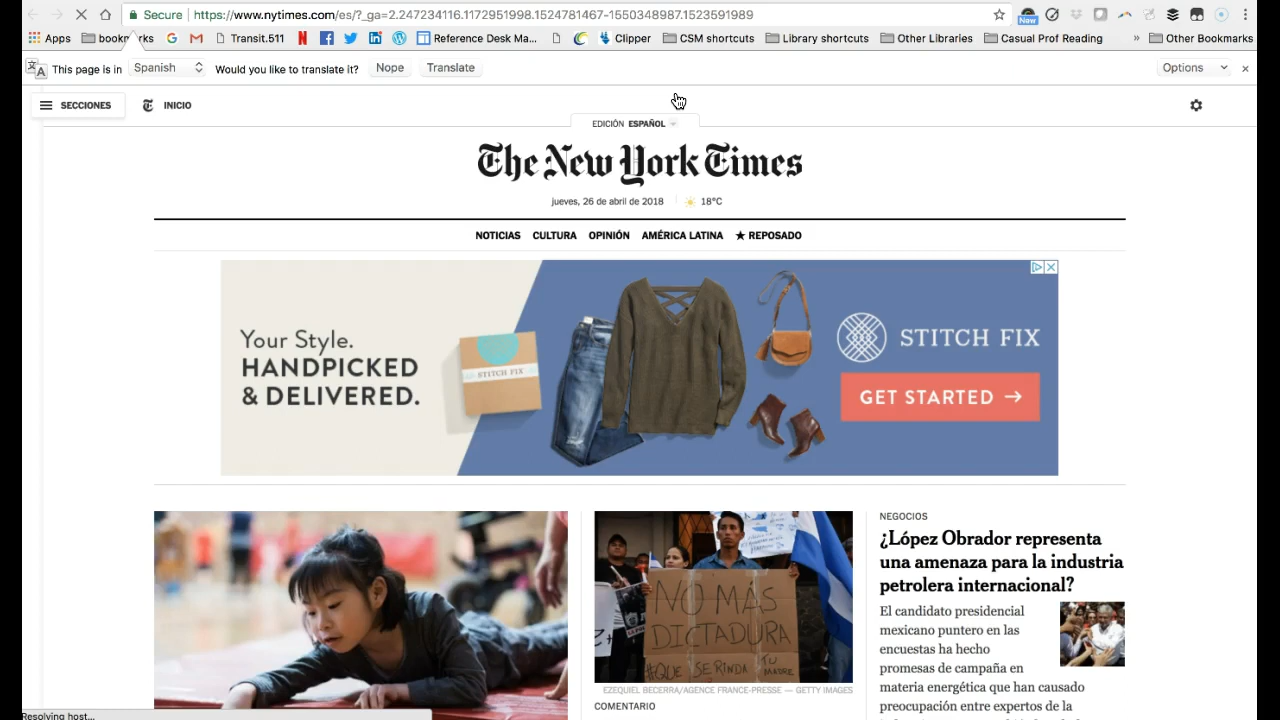 Secure https://www.nytimes.com/es/?_ga=2.247234116.1172951998.1524781467-1550348987.1523591989
New
Apps bookmarks Transit.511 Reference Desk Ma... Clipper CSM shortcuts Library shortcuts Other Libraries Casual Prof Reading » Other Bookmarks
This page is in Spanish Would you like to translate it? Nope Translate Options
SECCIONES INICIO
EDICIÓN ESPAÑOL
The New York Times
jueves, 26 de abril de 2018 18°C
NOTICIAS CULTURA OPINIÓN AMÉRICA LATINA ★ REPOSADO
Your Style.
HANDPICKED
& DELIVERED.
STITCH FIX
STITCH FIX
GET STARTED →
NO MÁS
DICTADURA
#QUE SE RINDA TU
MADRE
EZEQUIEL BECERRA/AGENCE FRANCE-PRESSE — GETTY IMAGES
COMENTARIO
NEGOCIOS
¿López Obrador representa
una amenaza para la industria
petrolera internacional?
El candidato presidencial
mexicano puntero en las
encuestas ha hecho
promesas de campaña en
materia energética que han causado
preocupación entre expertos de la
Resolving host...